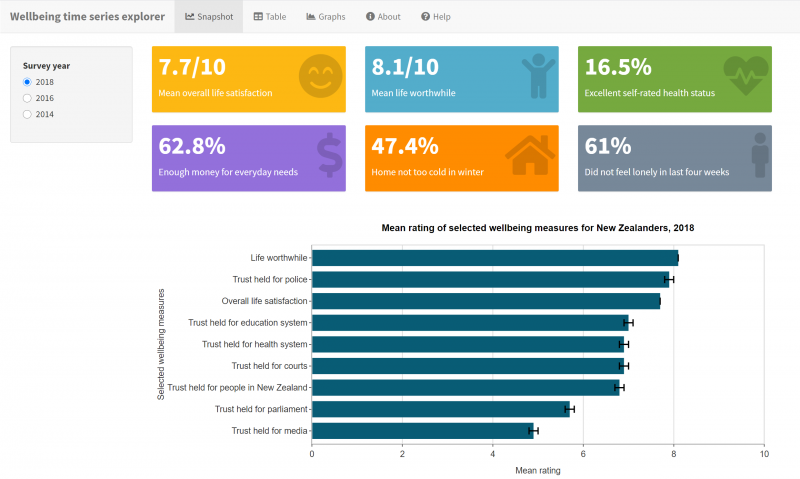 Wellbeing time series explorer
Snapshot
Table
Graphs
About
Help
Survey year
2018
2016
2014
7.7/10
Mean overall life satisfaction
8.1/10
Mean life worthwhile
16.5%
Excellent self-rated health status
62.8%
Enough money for everyday needs
$
47.4%
Home not too cold in winter
61%
Did not feel lonely in last four weeks
Mean rating of selected wellbeing measures for New Zealanders, 2018
Selected wellbeing measures
Life worthwhile
Trust held for police
Overall life satisfaction
Trust held for education system
Trust held for health system
Trust held for courts
Trust held for people in New Zealand
Trust held for parliament
Trust held for media
0 2 4 6 8 10
Mean rating